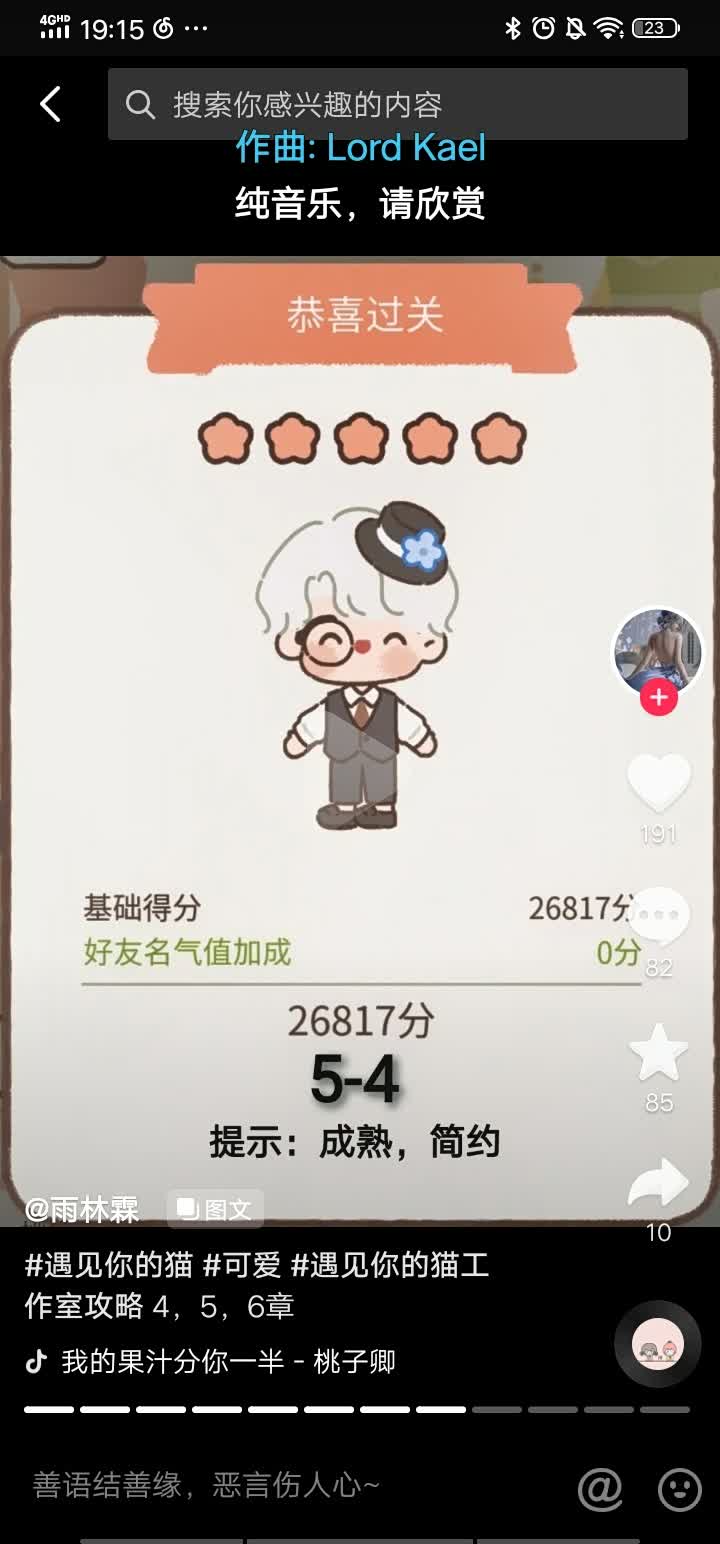 4GHD 19:15 ... 23
搜索你感兴趣的内容
作曲: Lord Kael
纯音乐，请欣赏
恭喜过关
基础得分 26817分
好友名气值加成 0分
26817分
5-4
提示：成熟，简约
191
82
85
10
@雨林霖 图文
#遇见你的猫 #可爱 #遇见你的猫工
作室攻略 4，5，6章
我的果汁分你一半 - 桃子卿
善语结善缘，恶言伤人心~
@